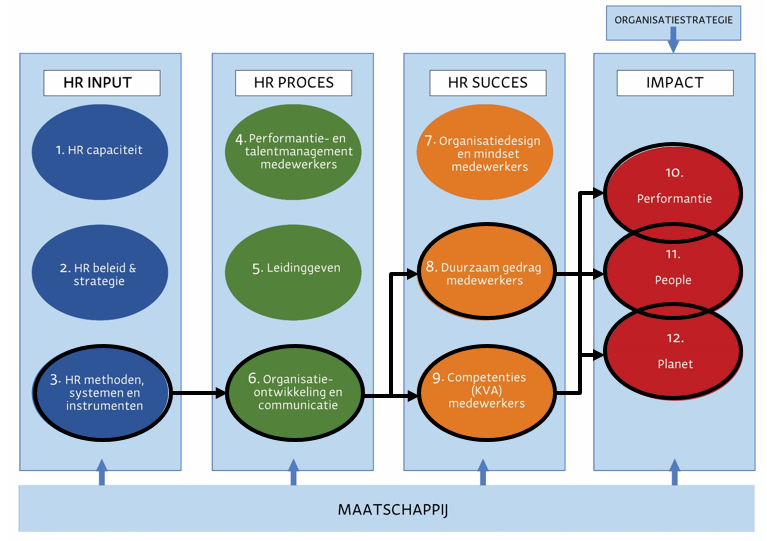 ORGANISATIESTRATEGIE
HR INPUT
HR PROCES
HR SUCCES
IMPACT
1. HR capaciteit
4. Performantie- en
talentmanagement
medewerkers
7. Organisatiedesign
en mindset
medewerkers
10.
Performantie
2. HR beleid &
strategie
5. Leidinggeven
8. Duurzaam gedrag
medewerkers
11.
People
3. HR methoden,
systemen en
instrumenten
6. Organisatie-
ontwikkeling en
communicatie
9. Competenties
(KVA)
medewerkers
12.
Planet
MAATSCHAPPIJ